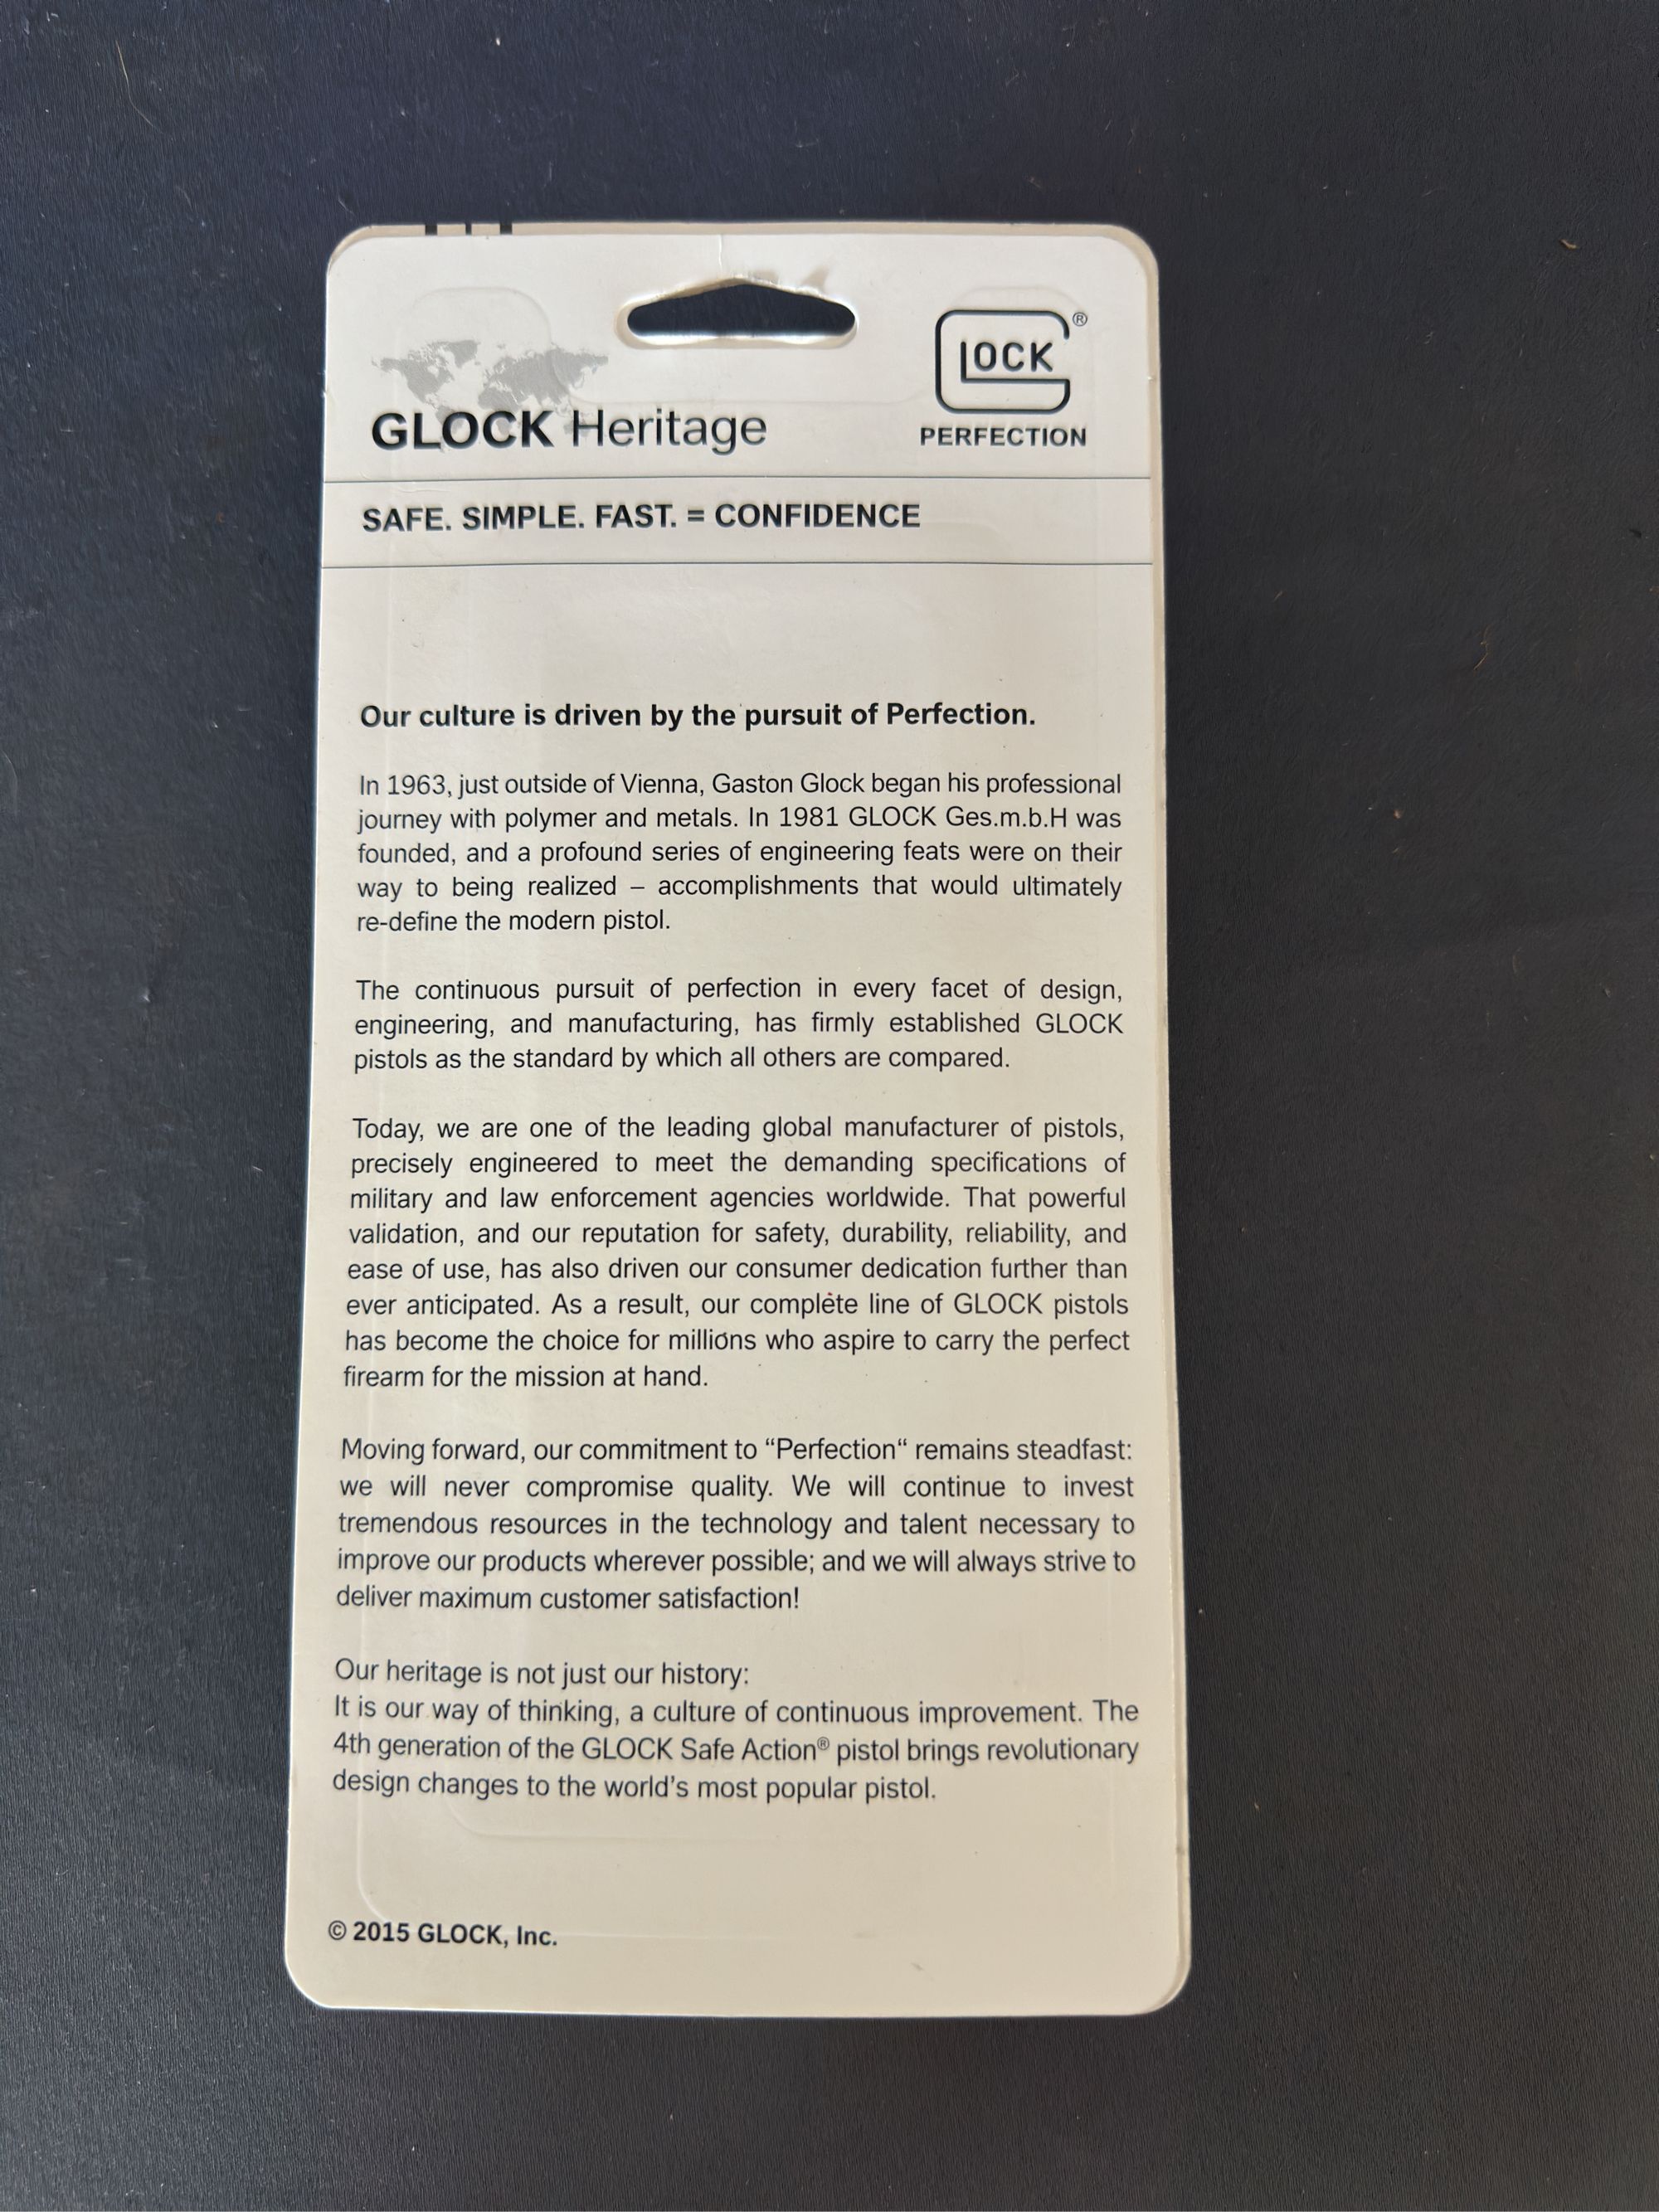 GLOCK ®
PERFECTION
GLOCK Heritage
SAFE. SIMPLE. FAST. = CONFIDENCE
Our culture is driven by the pursuit of Perfection.
In 1963, just outside of Vienna, Gaston Glock began his professional
journey with polymer and metals. In 1981 GLOCK Ges.m.b.H was
founded, and a profound series of engineering feats were on their
way to being realized – accomplishments that would ultimately
re-define the modern pistol.
The continuous pursuit of perfection in every facet of design,
engineering, and manufacturing, has firmly established GLOCK
pistols as the standard by which all others are compared.
Today, we are one of the leading global manufacturer of pistols,
precisely engineered to meet the demanding specifications of
military and law enforcement agencies worldwide. That powerful
validation, and our reputation for safety, durability, reliability, and
ease of use, has also driven our consumer dedication further than
ever anticipated. As a result, our complete line of GLOCK pistols
has become the choice for millions who aspire to carry the perfect
firearm for the mission at hand.
Moving forward, our commitment to “Perfection“ remains steadfast:
we will never compromise quality. We will continue to invest
tremendous resources in the technology and talent necessary to
improve our products wherever possible; and we will always strive to
deliver maximum customer satisfaction!
Our heritage is not just our history:
It is our way of thinking, a culture of continuous improvement. The
4th generation of the GLOCK Safe Action® pistol brings revolutionary
design changes to the world’s most popular pistol.
© 2015 GLOCK, Inc.